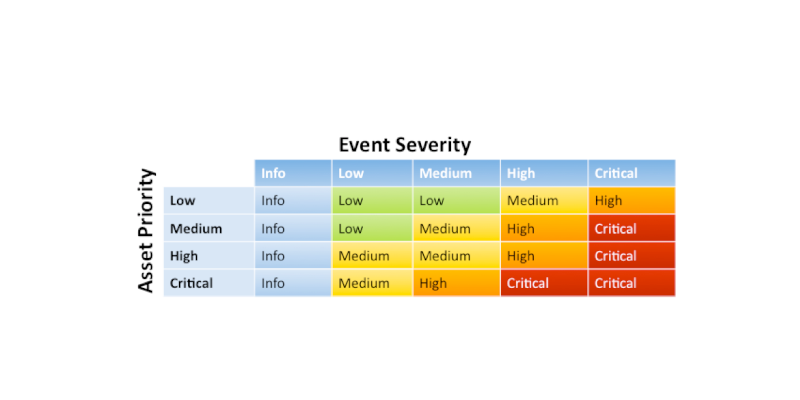 Event Severity
Asset Priority
Info Low Medium High Critical
Low Info Low Low Medium High
Medium Info Low Medium High Critical
High Info Medium Medium High Critical
Critical Info Medium High Critical Critical